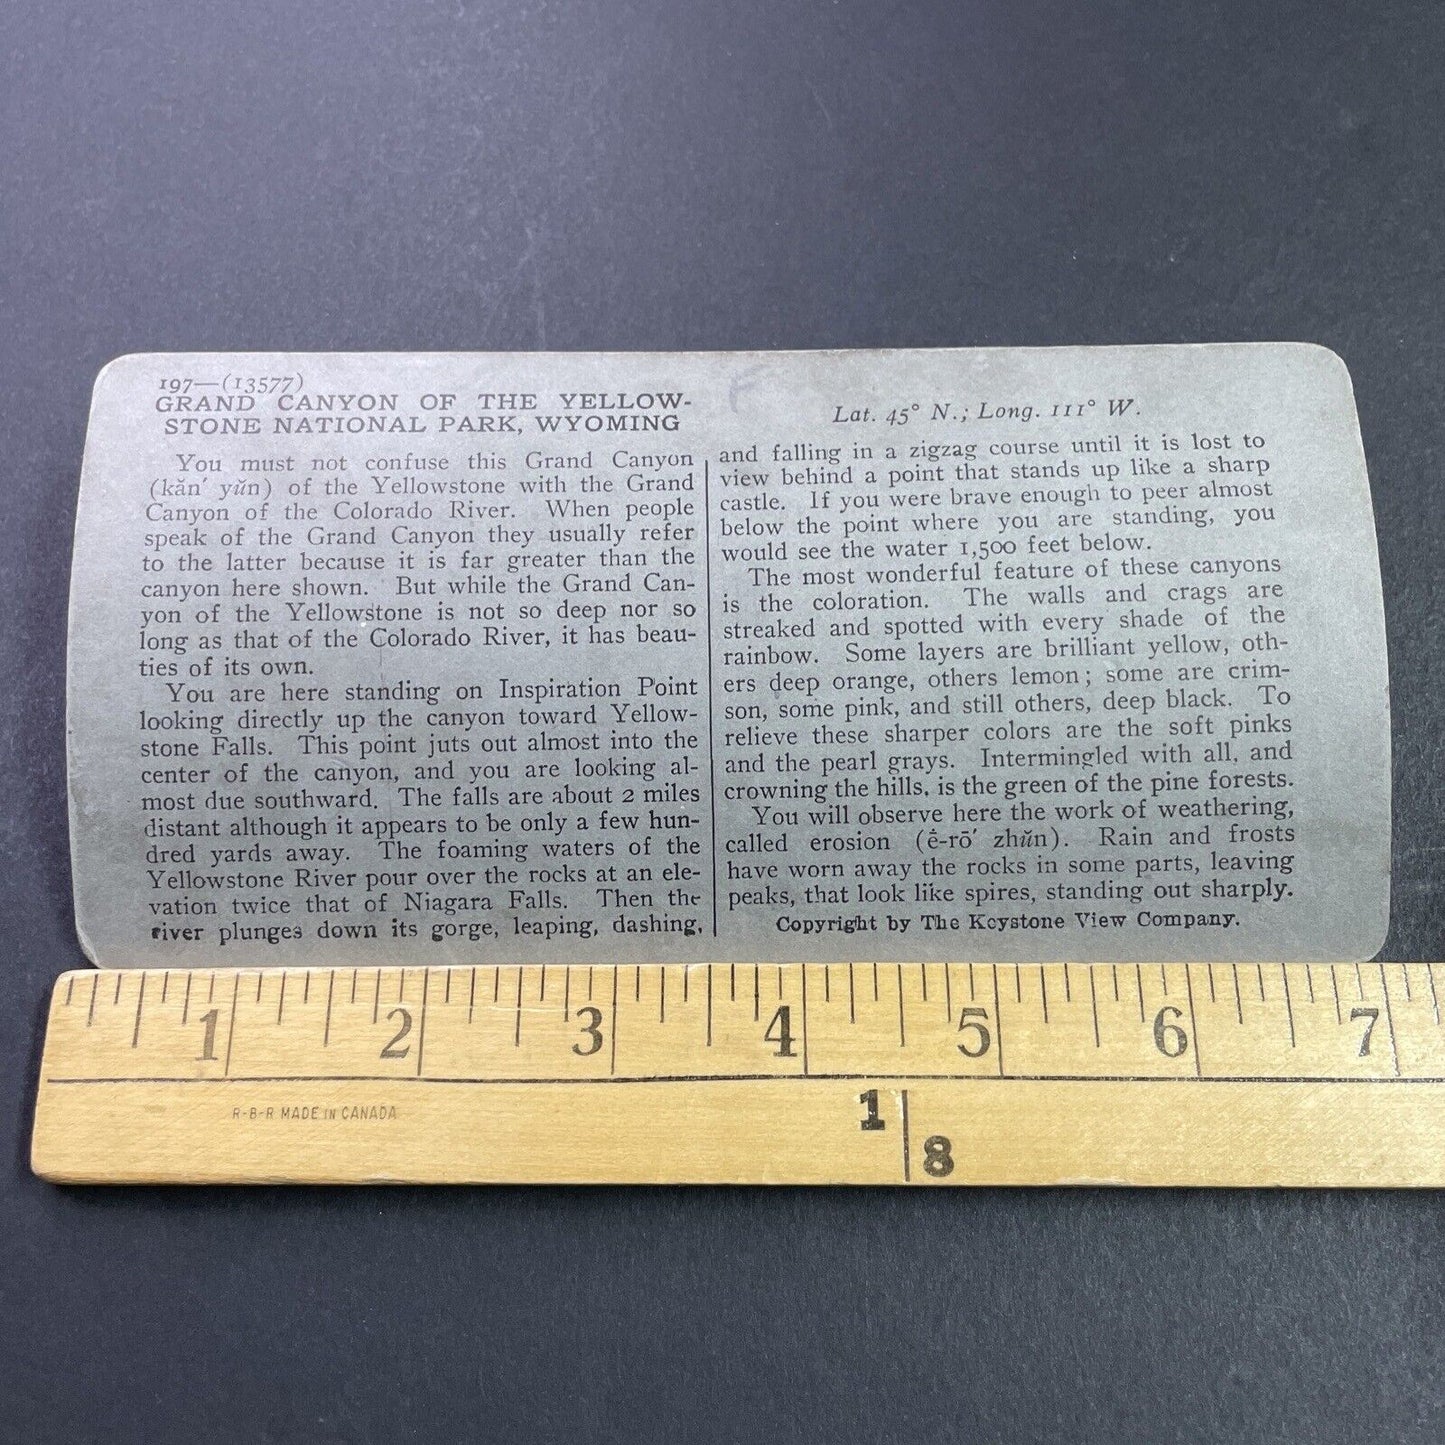 197—(13577)
GRAND CANYON OF THE YELLOW-
STONE NATIONAL PARK, WYOMING
Lat. 45° N.; Long. 111° W.
You must not confuse this Grand Canyon
(kăn′ yŭn) of the Yellowstone with the Grand
Canyon of the Colorado River. When people
speak of the Grand Canyon they usually refer
to the latter because it is far greater than the
canyon here shown. But while the Grand Can-
yon of the Yellowstone is not so deep nor so
long as that of the Colorado River, it has beau-
ties of its own.
You are here standing on Inspiration Point
looking directly up the canyon toward Yellow-
stone Falls. This point juts out almost into the
center of the canyon, and you are looking al-
most due southward. The falls are about 2 miles
distant although it appears to be only a few hun-
dred yards away. The foaming waters of the
Yellowstone River pour over the rocks at an ele-
vation twice that of Niagara Falls. Then the
river plunges down its gorge, leaping, dashing,
and falling in a zigzag course until it is lost to
view behind a point that stands up like a sharp
castle. If you were brave enough to peer almost
below the point where you are standing, you
would see the water 1,500 feet below.
The most wonderful feature of these canyons
is the coloration. The walls and crags are
streaked and spotted with every shade of the
rainbow. Some layers are brilliant yellow, oth-
ers deep orange, others lemon; some are crim-
son, some pink, and still others, deep black. To
relieve these sharper colors are the soft pinks
and the pearl grays. Intermingled with all, and
crowning the hills, is the green of the pine forests.
You will observe here the work of weathering,
called erosion (ē̇-rō′ zhŭn). Rain and frosts
have worn away the rocks in some parts, leaving
peaks, that look like spires, standing out sharply.
Copyright by The Keystone View Company.
1 2 3 4 5 6 7
R-B-R MADE IN CANADA
1
8